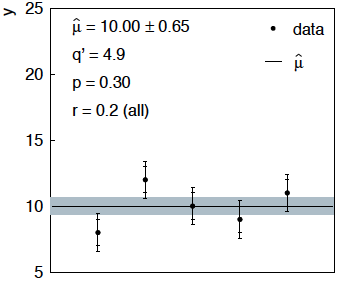 y
25
20
15
10
5
μ̂ = 10.00 ± 0.65
q' = 4.9
p = 0.30
r = 0.2 (all)
data
μ̂